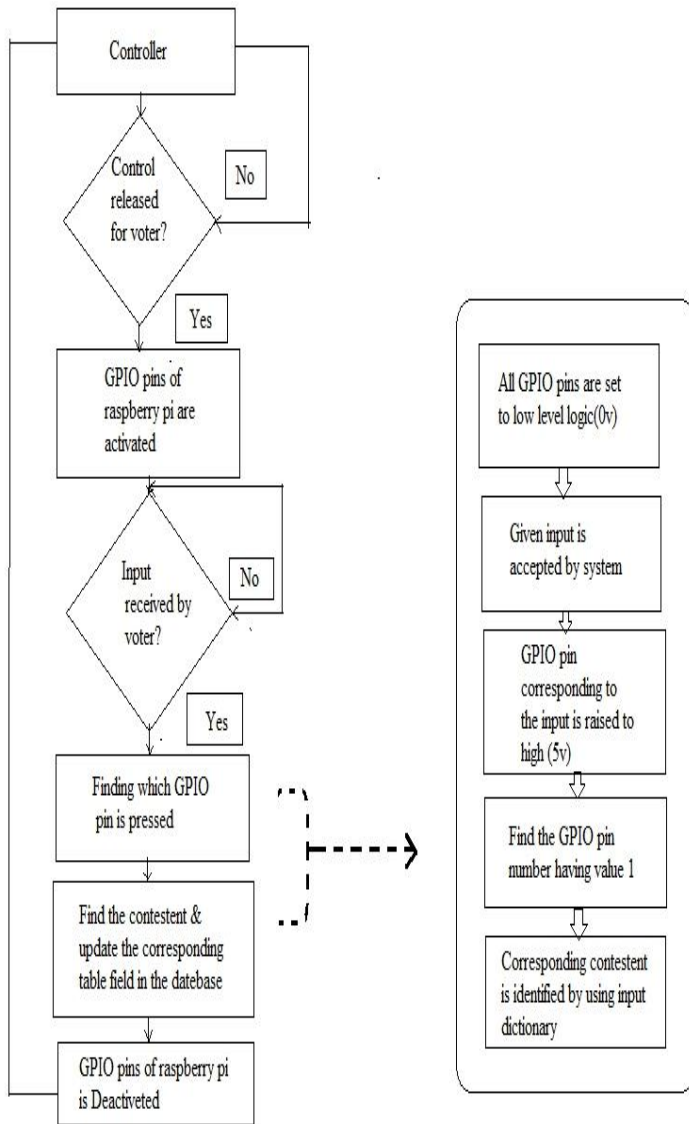 Controller
Control
released
for voter?
No
Yes
GPIO pins of
raspberry pi are
activated
Input
received by
voter?
No
Yes
Finding which GPIO
pin is pressed
Find the contestent &
update the corresponding
table field in the datebase
GPIO pins of raspberry pi
is Deactiveted
All GPIO pins are set
to low level logic(0v)
Given input is
accepted by system
GPIO pin
corresponding to
the input is raised to
high (5v)
Find the GPIO pin
number having value 1
Corresponding contestent
is identified by using input
dictionary